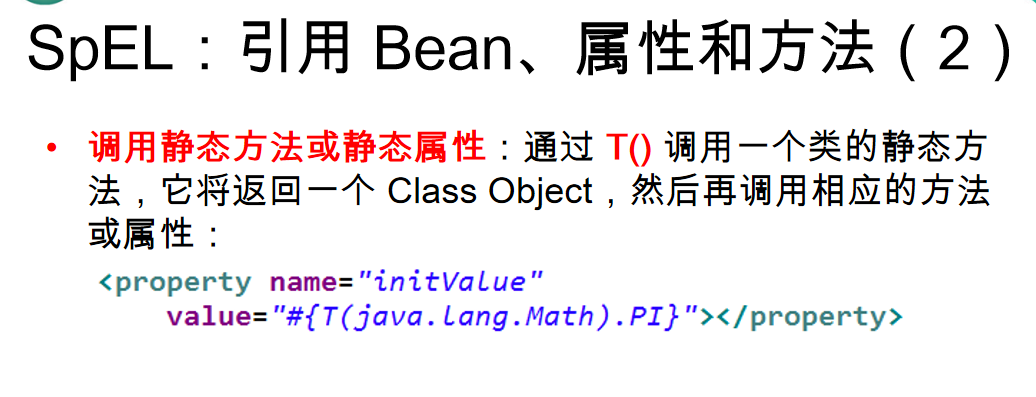 SpEL：引用 Bean、属性和方法（2）
• 调用静态方法或静态属性：通过 T() 调用一个类的静态方
法，它将返回一个 Class Object，然后再调用相应的方法
或属性：
<property name="initValue"
value="#{T(java.lang.Math).PI}"></property>